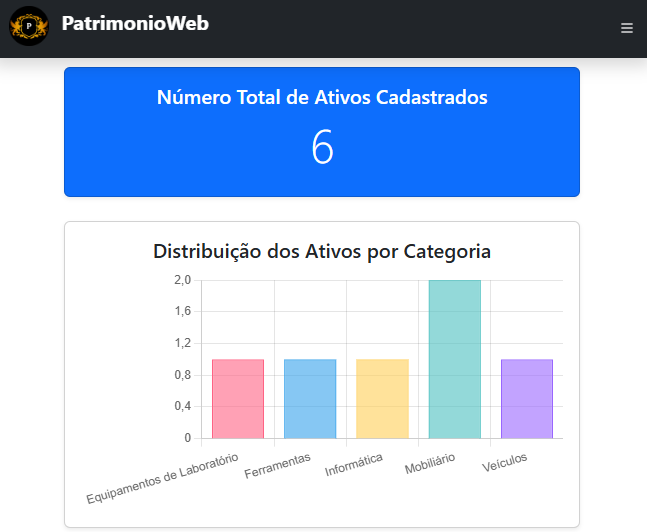 P
PatrimonioWeb
Número Total de Ativos Cadastrados
6
Distribuição dos Ativos por Categoria
2,0
1,6
1,2
0,8
0,4
0
Equipamentos de Laboratório
Ferramentas
Informática
Mobiliário
Veículos